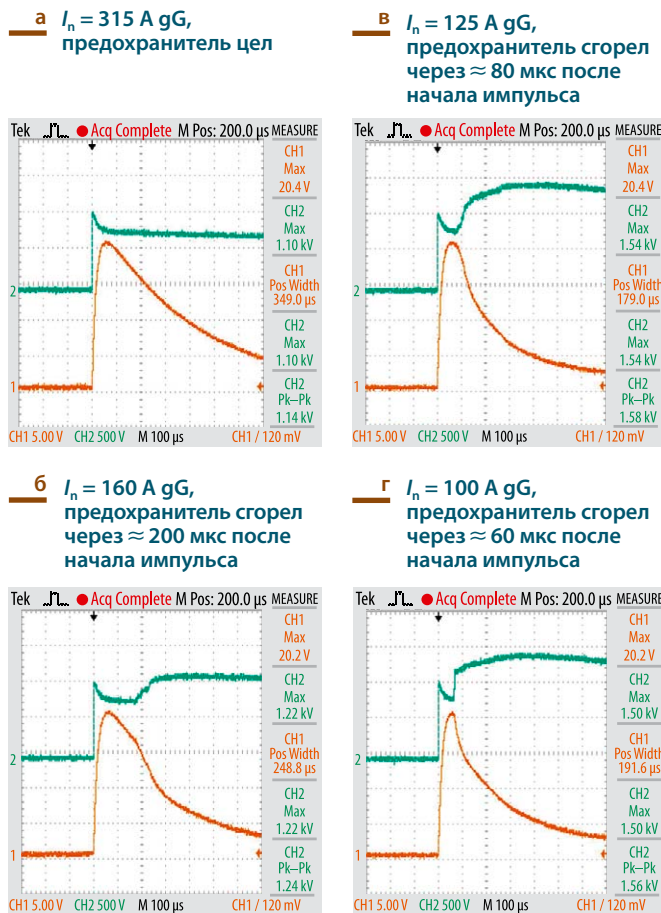 а
Iₙ = 315 A gG,
предохранитель цел
Tek Acq Complete M Pos: 200.0 µs MEASURE
CH1
Max
20.4 V
CH2
Max
1.10 kV
CH1
Pos Width
349.0 µs
CH2
Max
1.10 kV
CH2
Pk–Pk
1.14 kV
2
1
CH1 5.00 V CH2 500 V M 100 µs CH1 / 120 mV
в
Iₙ = 125 A gG,
предохранитель сгорел
через ≈ 80 мкс после
начала импульса
Tek Acq Complete M Pos: 200.0 µs MEASURE
CH1
Max
20.4 V
CH2
Max
1.54 kV
CH1
Pos Width
179.0 µs
CH2
Max
1.54 kV
CH2
Pk–Pk
1.58 kV
2
1
CH1 5.00 V CH2 500 V M 100 µs CH1 / 120 mV
б
Iₙ = 160 A gG,
предохранитель сгорел
через ≈ 200 мкс после
начала импульса
Tek Acq Complete M Pos: 200.0 µs MEASURE
CH1
Max
20.2 V
CH2
Max
1.22 kV
CH1
Pos Width
248.8 µs
CH2
Max
1.22 kV
CH2
Pk–Pk
1.24 kV
2
1
CH1 5.00 V CH2 500 V M 100 µs CH1 / 120 mV
г
Iₙ = 100 A gG,
предохранитель сгорел
через ≈ 60 мкс после
начала импульса
Tek Acq Complete M Pos: 200.0 µs MEASURE
CH1
Max
20.2 V
CH2
Max
1.50 kV
CH1
Pos Width
191.6 µs
CH2
Max
1.50 kV
CH2
Pk–Pk
1.56 kV
2
1
CH1 5.00 V CH2 500 V M 100 µs CH1 / 120 mV